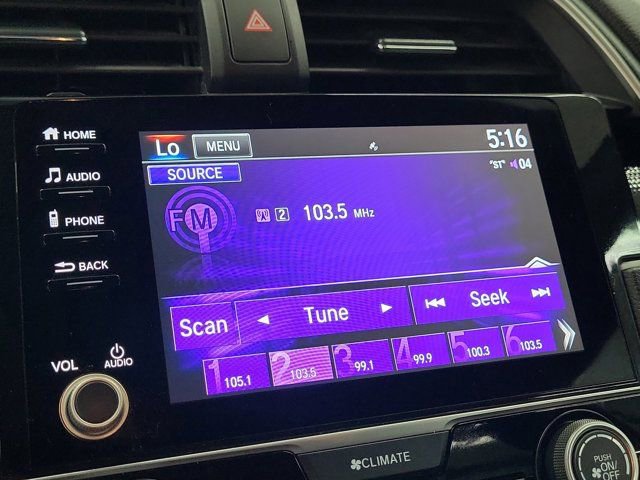 HOME
AUDIO
PHONE
BACK
VOL
AUDIO
Lo MENU 5:16
SOURCE "ST" 04
FM 2 103.5 MHz
Scan Tune Seek
1 105.1 2 103.5 3 99.1 4 99.9 5 100.3 6 103.5
CLIMATE
PUSH
ON/
OFF